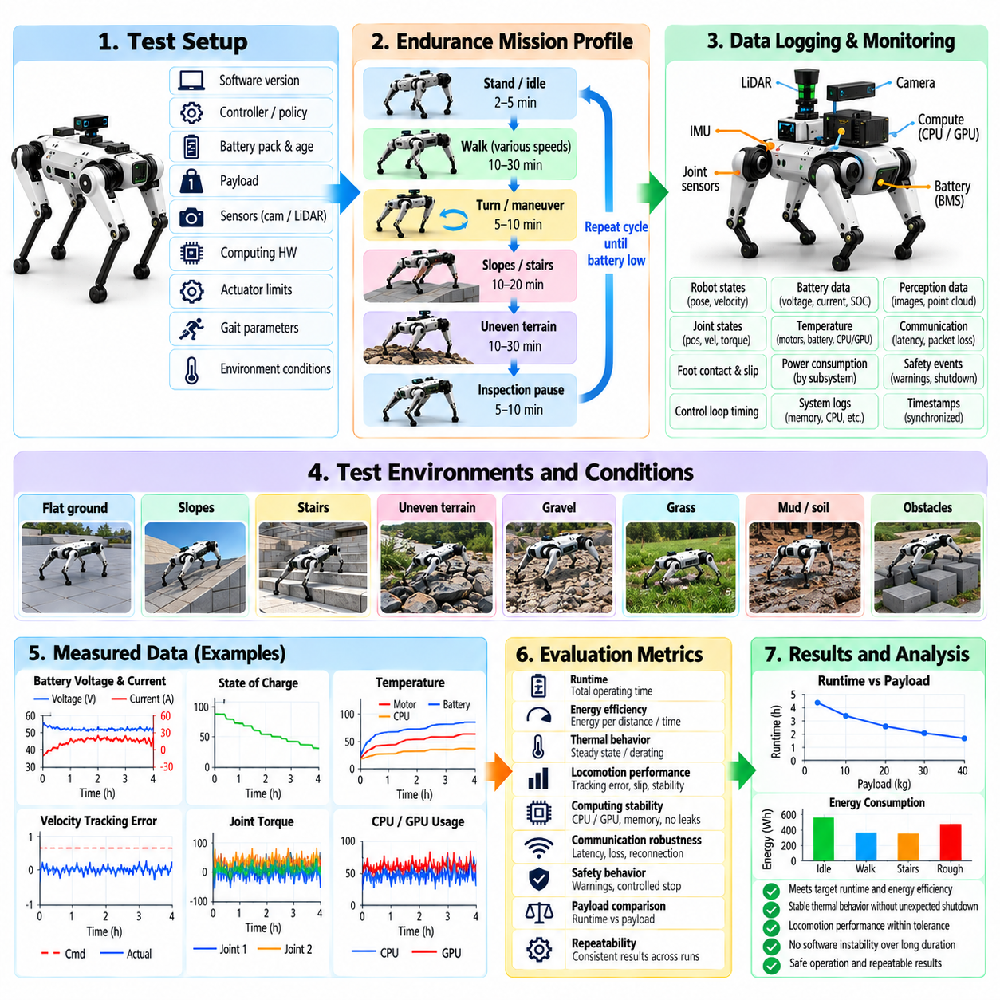 1. Test Setup
Software version
Controller / policy
Battery pack & age
1
Payload
Sensors (cam / LiDAR)
Computing HW
Actuator limits
Gait parameters
Environment conditions
2. Endurance Mission Profile
Stand / idle
2–5 min
Walk (various speeds)
10–30 min
Turn / maneuver
5–10 min
Slopes / stairs
10–20 min
Uneven terrain
10–30 min
Inspection pause
5–10 min
Repeat cycle
until
battery low
3. Data Logging & Monitoring
LiDAR
Camera
IMU
Compute
(CPU / GPU)
Joint
sensors
Battery
(BMS)
Robot states
(pose, velocity)
Battery data
(voltage, current, SOC)
Perception data
(images, point cloud)
Joint states
(pos, vel, torque)
Temperature
(motors, battery, CPU/GPU)
Communication
(latency, packet loss)
Foot contact & slip
Power consumption
(by subsystem)
Safety events
(warnings, shutdown)
Control loop timing
System logs
(memory, CPU, etc.)
Timestamps
(synchronized)
4. Test Environments and Conditions
Flat ground
Slopes
Stairs
Uneven terrain
Gravel
Grass
Mud / soil
Obstacles
5. Measured Data (Examples)
Battery Voltage & Current
Voltage (V) Current (A)
60 60
50 30
40 0
30 -30
0 1 2 3 4
Time (h)
State of Charge
100
50
0
0 1 2 3 4
Time (h)
Temperature
Motor Battery
CPU
100
50
0
0 1 2 3 4
Time (h)
Velocity Tracking Error
1
0
-1
0 1 2 3 4
Time (h)
Cmd Actual
Joint Torque
100
0
-100
0 1 2 3 4
Time (h)
Joint 1 Joint 2
CPU / GPU Usage
100
50
0
0 1 2 3 4
Time (h)
CPU GPU
6. Evaluation Metrics
Runtime
Total operating time
Energy efficiency
Energy per distance / time
Thermal behavior
Steady state / derating
Locomotion performance
Tracking error, slip, stability
Computing stability
CPU / GPU, memory, no leaks
Communication robustness
Latency, loss, reconnection
Safety behavior
Warnings, controlled stop
Payload comparison
Runtime vs payload
Repeatability
Consistent results across runs
7. Results and Analysis
Runtime vs Payload
Runtime (h)
5
4
3
2
1
0
0 10 20 30 40
Payload (kg)
Energy Consumption
Energy (Wh)
600
400
200
0
Idle Walk Stairs Rough
Meets target runtime and energy efficiency
Stable thermal behavior without unexpected shutdown
Locomotion performance within tolerance
No software instability over long duration
Safe operation and repeatable results